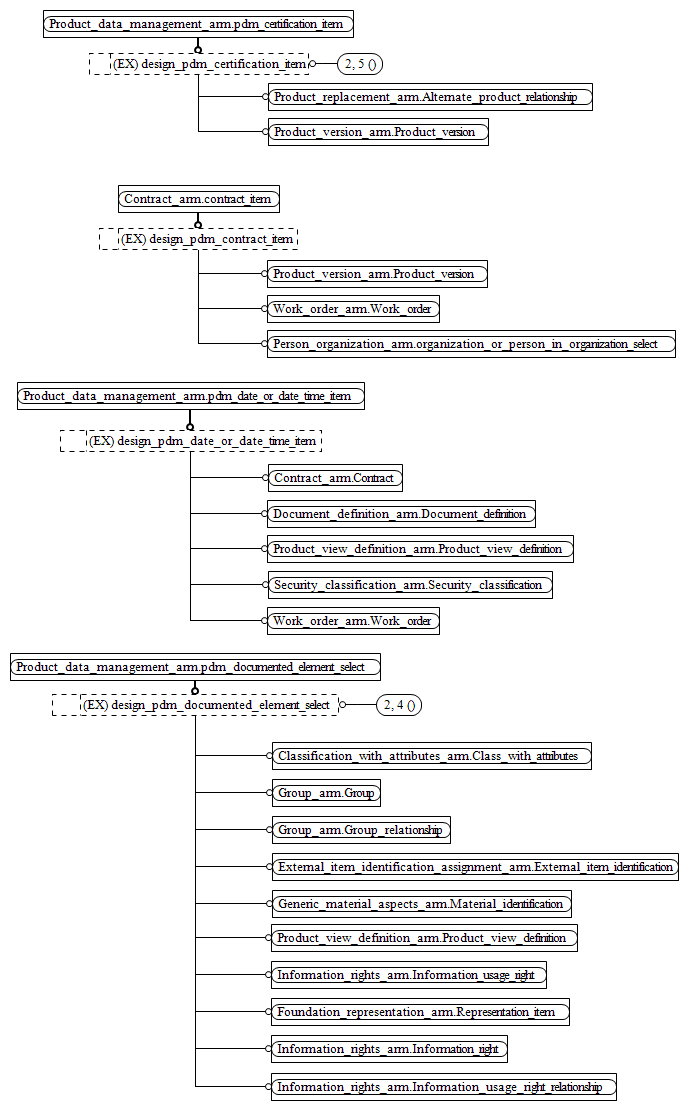 Product_data_management_arm.pdm_certification_item
(EX) design_pdm_certification_item
2, 5 ()
Product_replacement_arm.Alternate_product_relationship
Product_version_arm.Product_version
Contract_arm.contract_item
(EX) design_pdm_contract_item
Product_version_arm.Product_version
Work_order_arm.Work_order
Person_organization_arm.organization_or_person_in_organization_select
Product_data_management_arm.pdm_date_or_date_time_item
(EX) design_pdm_date_or_date_time_item
Contract_arm.Contract
Document_definition_arm.Document_definition
Product_view_definition_arm.Product_view_definition
Security_classification_arm.Security_classification
Work_order_arm.Work_order
Product_data_management_arm.pdm_documented_element_select
(EX) design_pdm_documented_element_select
2, 4 ()
Classification_with_attributes_arm.Class_with_attributes
Group_arm.Group
Group_arm.Group_relationship
External_item_identification_assignment_arm.External_item_identification
Generic_material_aspects_arm.Material_identification
Product_view_definition_arm.Product_view_definition
Information_rights_arm.Information_usage_right
Foundation_representation_arm.Representation_item
Information_rights_arm.Information_right
Information_rights_arm.Information_usage_right_relationship